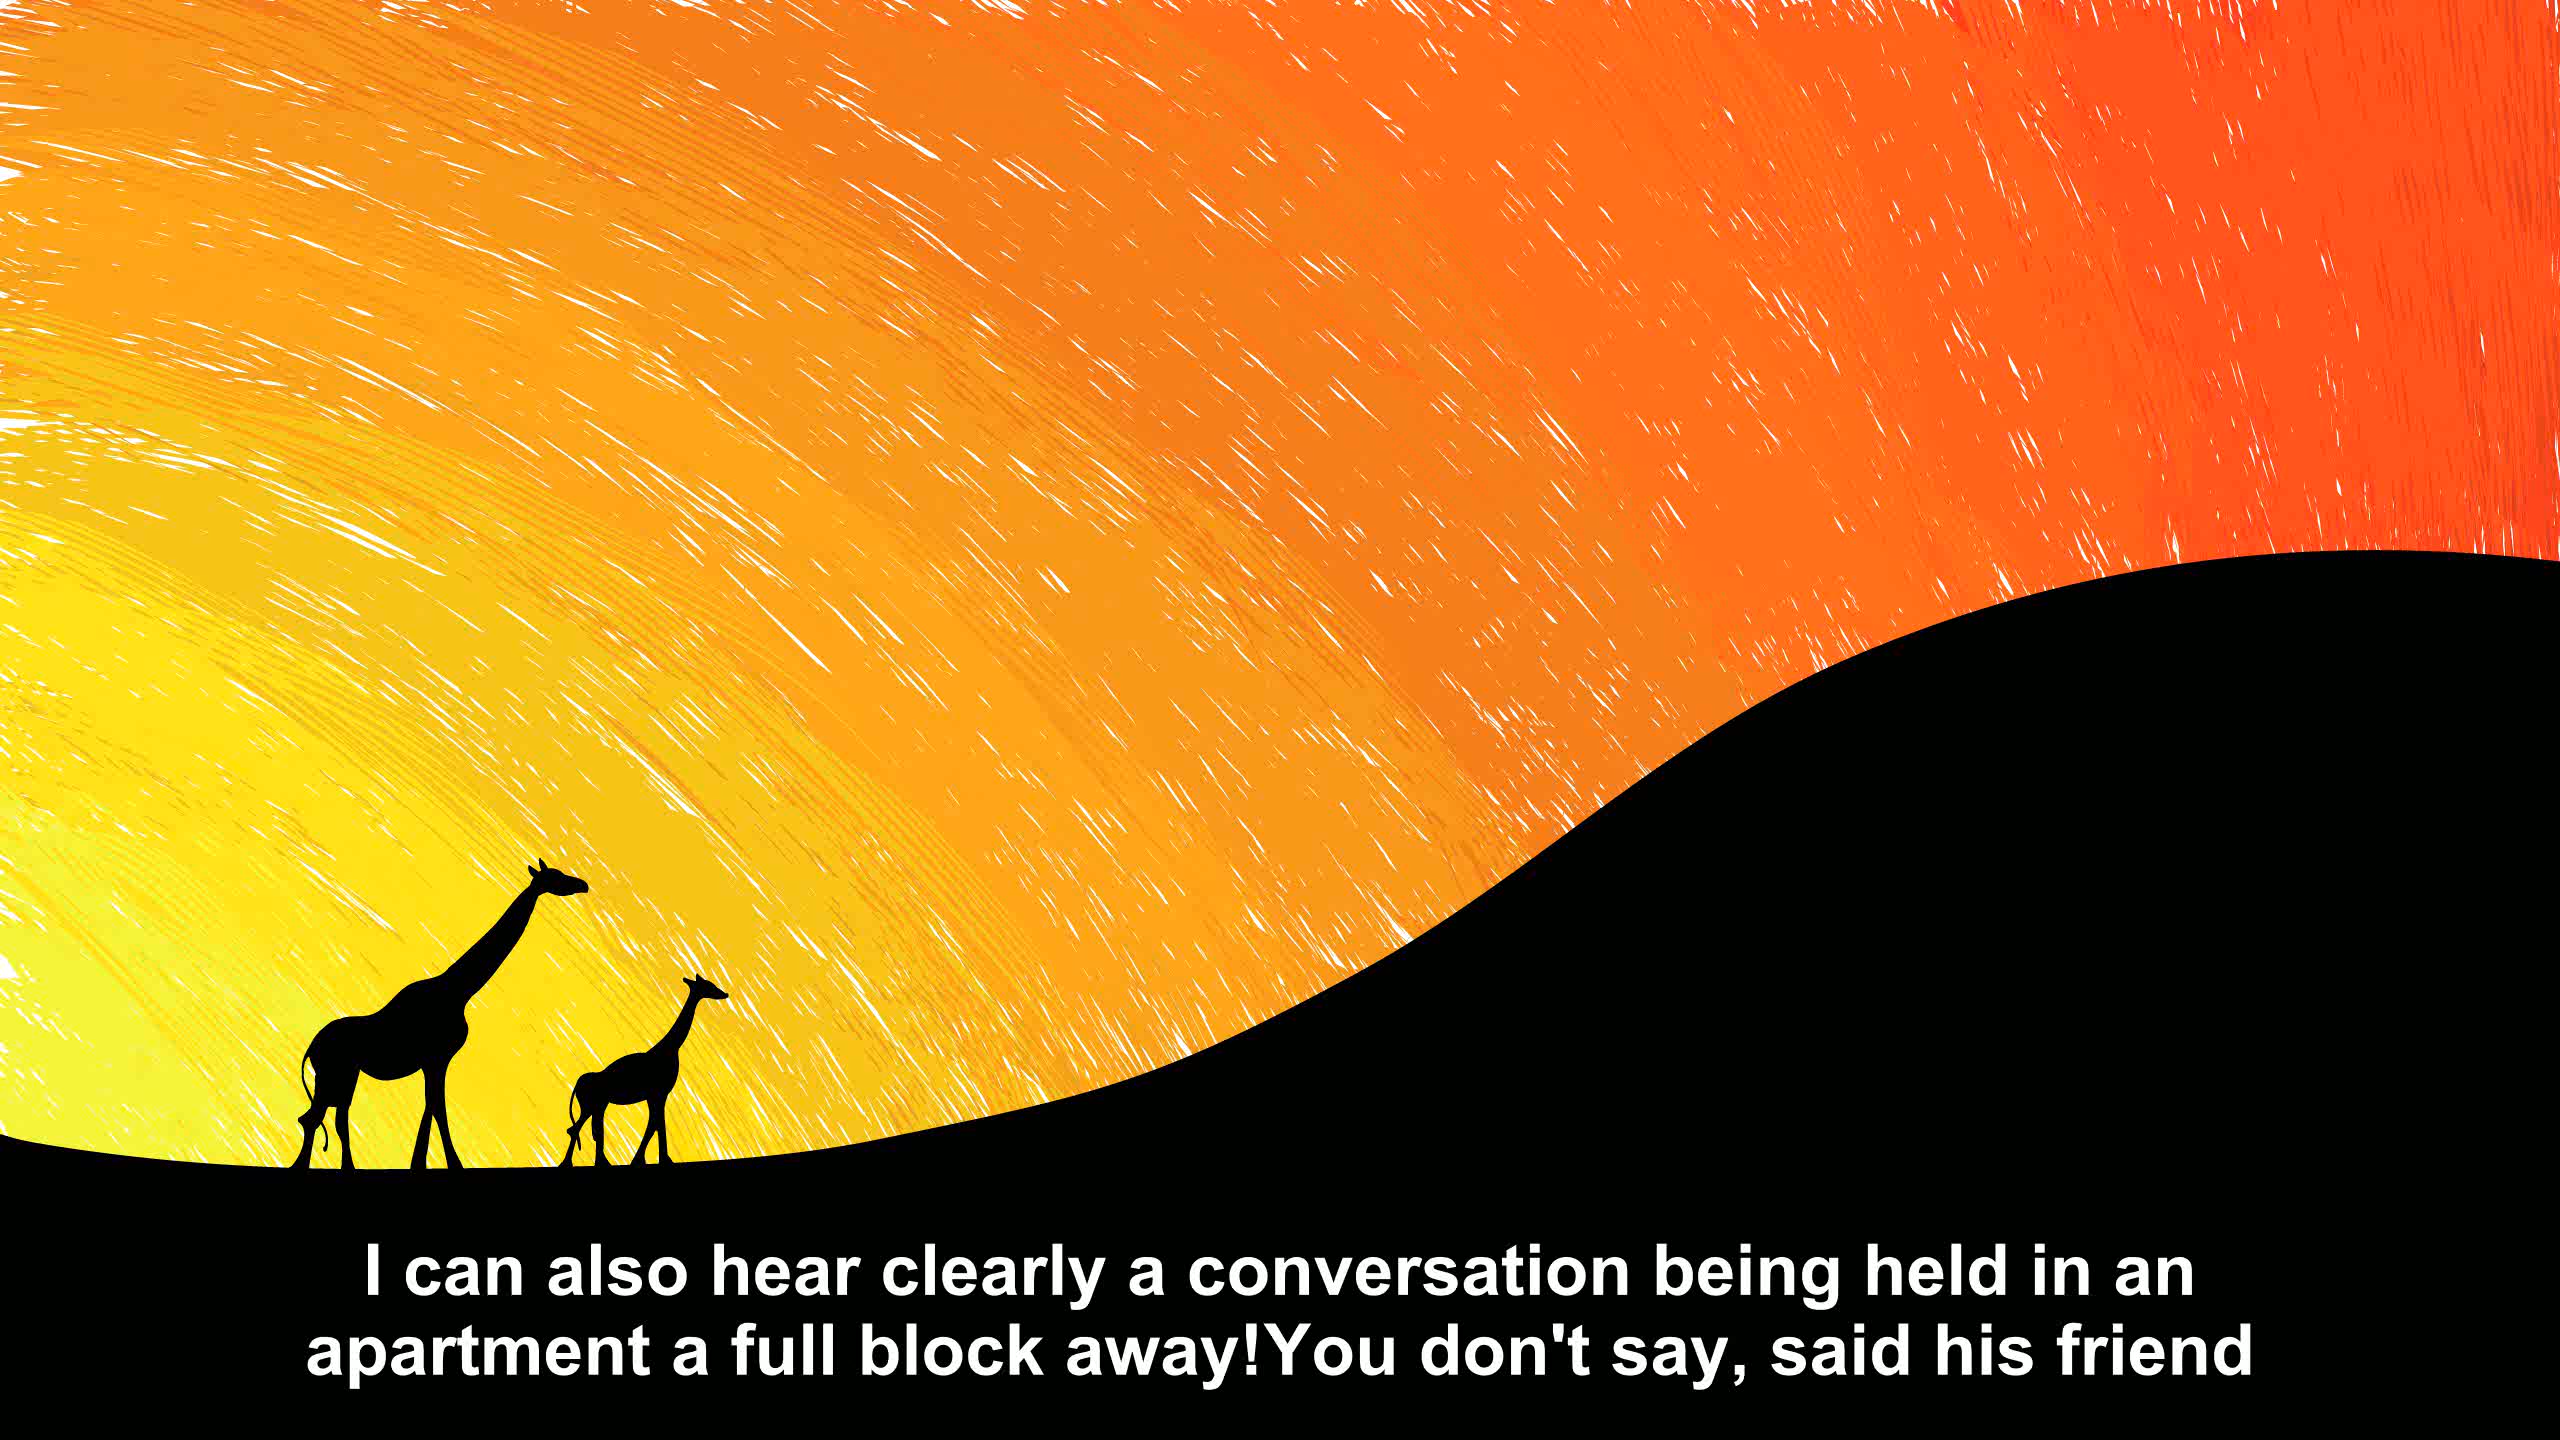 I can also hear clearly a conversation being held in an
apartment a full block away!You don't say, said his friend